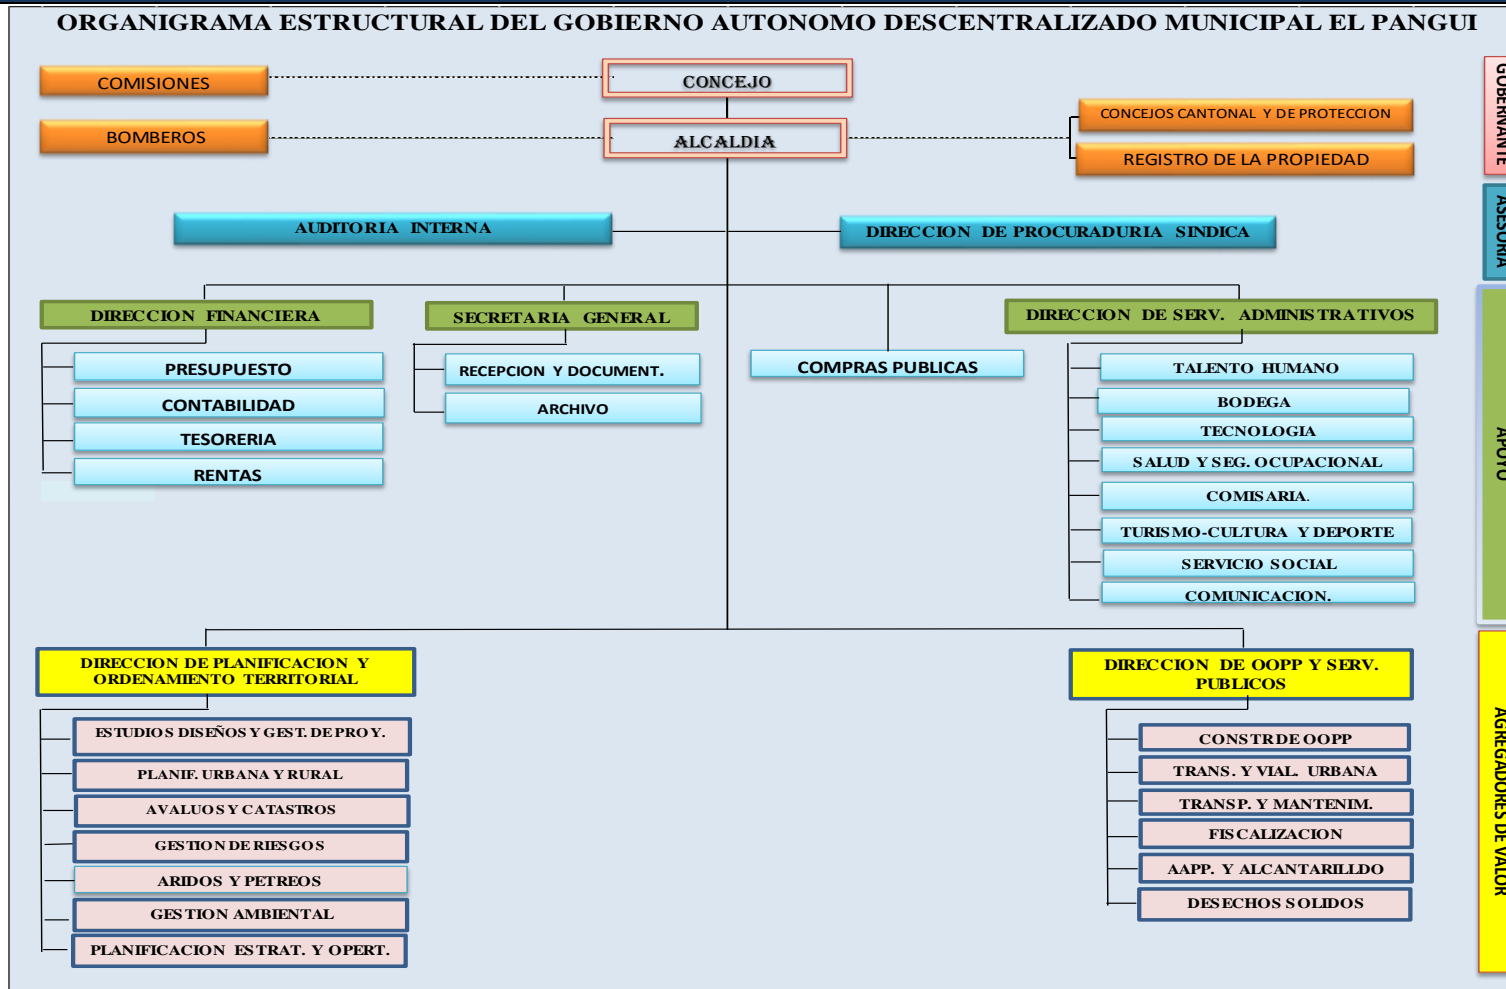 ORGANIGRAMA ESTRUCTURAL DEL GOBIERNO AUTONOMO DESCENTRALIZADO MUNICIPAL EL PANGUI
COMISIONES
CONCEJO
BOMBEROS
ALCALDIA
CONCEJOS CANTONAL Y DE PROTECCION
REGISTRO DE LA PROPIEDAD
GOBERNANTE
AUDITORIA INTERNA
DIRECCION DE PROCURADURIA SINDICA
ASESORIA
DIRECCION FINANCIERA
PRESUPUESTO
CONTABILIDAD
TESORERIA
RENTAS
SECRETARIA GENERAL
RECEPCION Y DOCUMENT.
ARCHIVO
COMPRAS PUBLICAS
DIRECCION DE SERV. ADMINISTRATIVOS
TALENTO HUMANO
BODEGA
TECNOLOGIA
SALUD Y SEG. OCUPACIONAL
COMISARIA.
TURISMO-CULTURA Y DEPORTE
SERVICIO SOCIAL
COMUNICACION.
APOYO
DIRECCION DE PLANIFICACION Y
ORDENAMIENTO TERRITORIAL
ESTUDIOS DISEÑOS Y GEST. DE PROY.
PLANIF. URBANA Y RURAL
AVALUOS Y CATASTROS
GESTION DE RIESGOS
ARIDOS Y PETREOS
GESTION AMBIENTAL
PLANIFICACION ESTRAT. Y OPERT.
DIRECCION DE OOPP Y SERV.
PUBLICOS
CONSTR DE OOPP
TRANS. Y VIAL. URBANA
TRANSP. Y MANTENIM.
FISCALIZACION
AAPP. Y ALCANTARILLDO
DESECHOS SOLIDOS
AGREGADORES DE VALOR